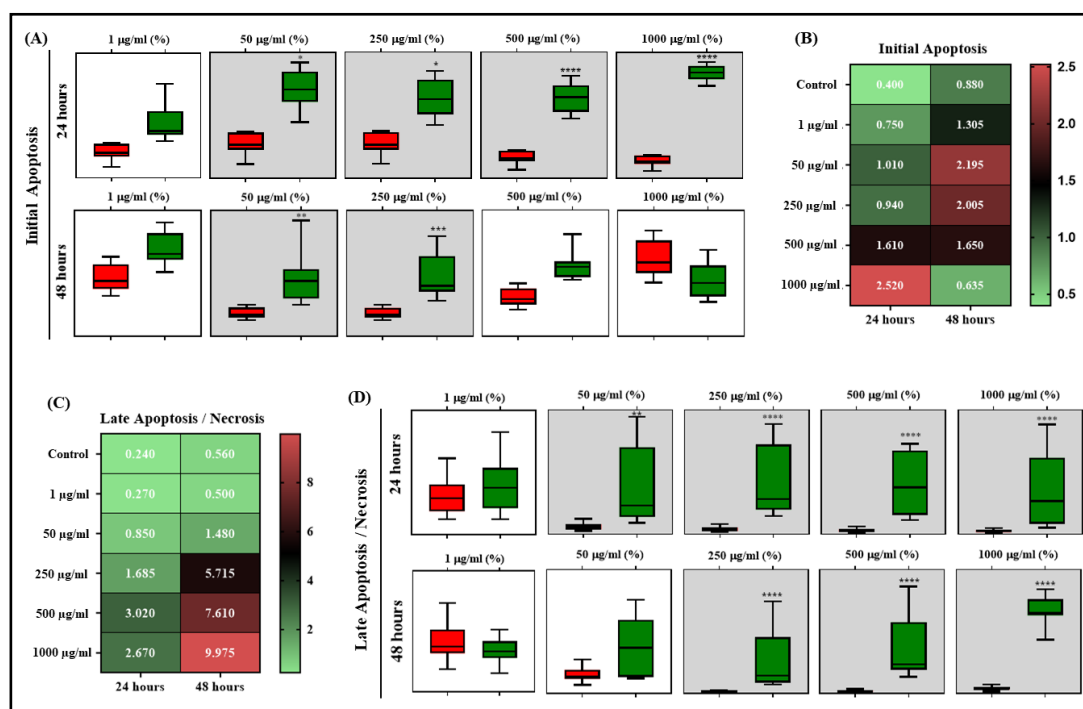 (A)
1 µg/ml (%) 50 µg/ml (%) 250 µg/ml (%) 500 µg/ml (%) 1000 µg/ml (%)
Initial Apoptosis
24 hours
* * **** ****
1 µg/ml (%) 50 µg/ml (%) 250 µg/ml (%) 500 µg/ml (%) 1000 µg/ml (%)
48 hours
** ***
(B)
Initial Apoptosis
Control 0.400 0.880
1 µg/ml 0.750 1.305
50 µg/ml 1.010 2.195
250 µg/ml 0.940 2.005
500 µg/ml 1.610 1.650
1000 µg/ml 2.520 0.635
24 hours 48 hours
2.5
2.0
1.5
1.0
0.5
(C)
Late Apoptosis / Necrosis
Control 0.240 0.560
1 µg/ml 0.270 0.500
50 µg/ml 0.850 1.480
250 µg/ml 1.685 5.715
500 µg/ml 3.020 7.610
1000 µg/ml 2.670 9.975
24 hours 48 hours
8
6
4
2
(D)
1 µg/ml (%) 50 µg/ml (%) 250 µg/ml (%) 500 µg/ml (%) 1000 µg/ml (%)
Late Apoptosis / Necrosis
24 hours
** **** **** ****
1 µg/ml (%) 50 µg/ml (%) 250 µg/ml (%) 500 µg/ml (%) 1000 µg/ml (%)
48 hours
**** **** ****